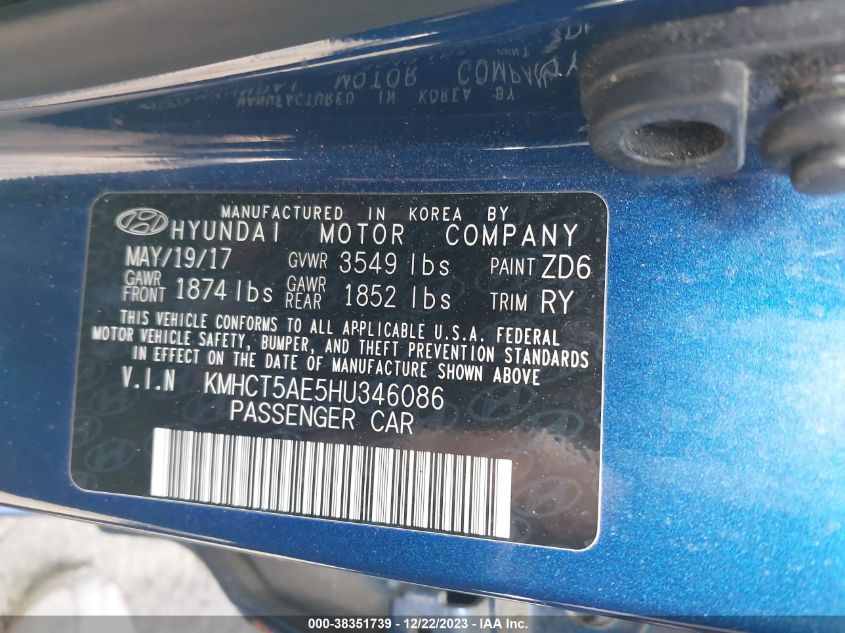 MANUFACTURED IN KOREA BY
HYUNDAI MOTOR COMPANY
MAY/19/17 GVWR 3549 lbs PAINT ZD6
GAWR FRONT 1874 lbs GAWR REAR 1852 lbs TRIM RY
THIS VEHICLE CONFORMS TO ALL APPLICABLE U.S.A. FEDERAL
MOTOR VEHICLE SAFETY, BUMPER, AND THEFT PREVENTION STANDARDS
IN EFFECT ON THE DATE OF MANUFACTURE SHOWN ABOVE
V.I.N KMHCT5AE5HU346086
PASSENGER CAR
000-38351739 - 12/22/2023 - IAA Inc.